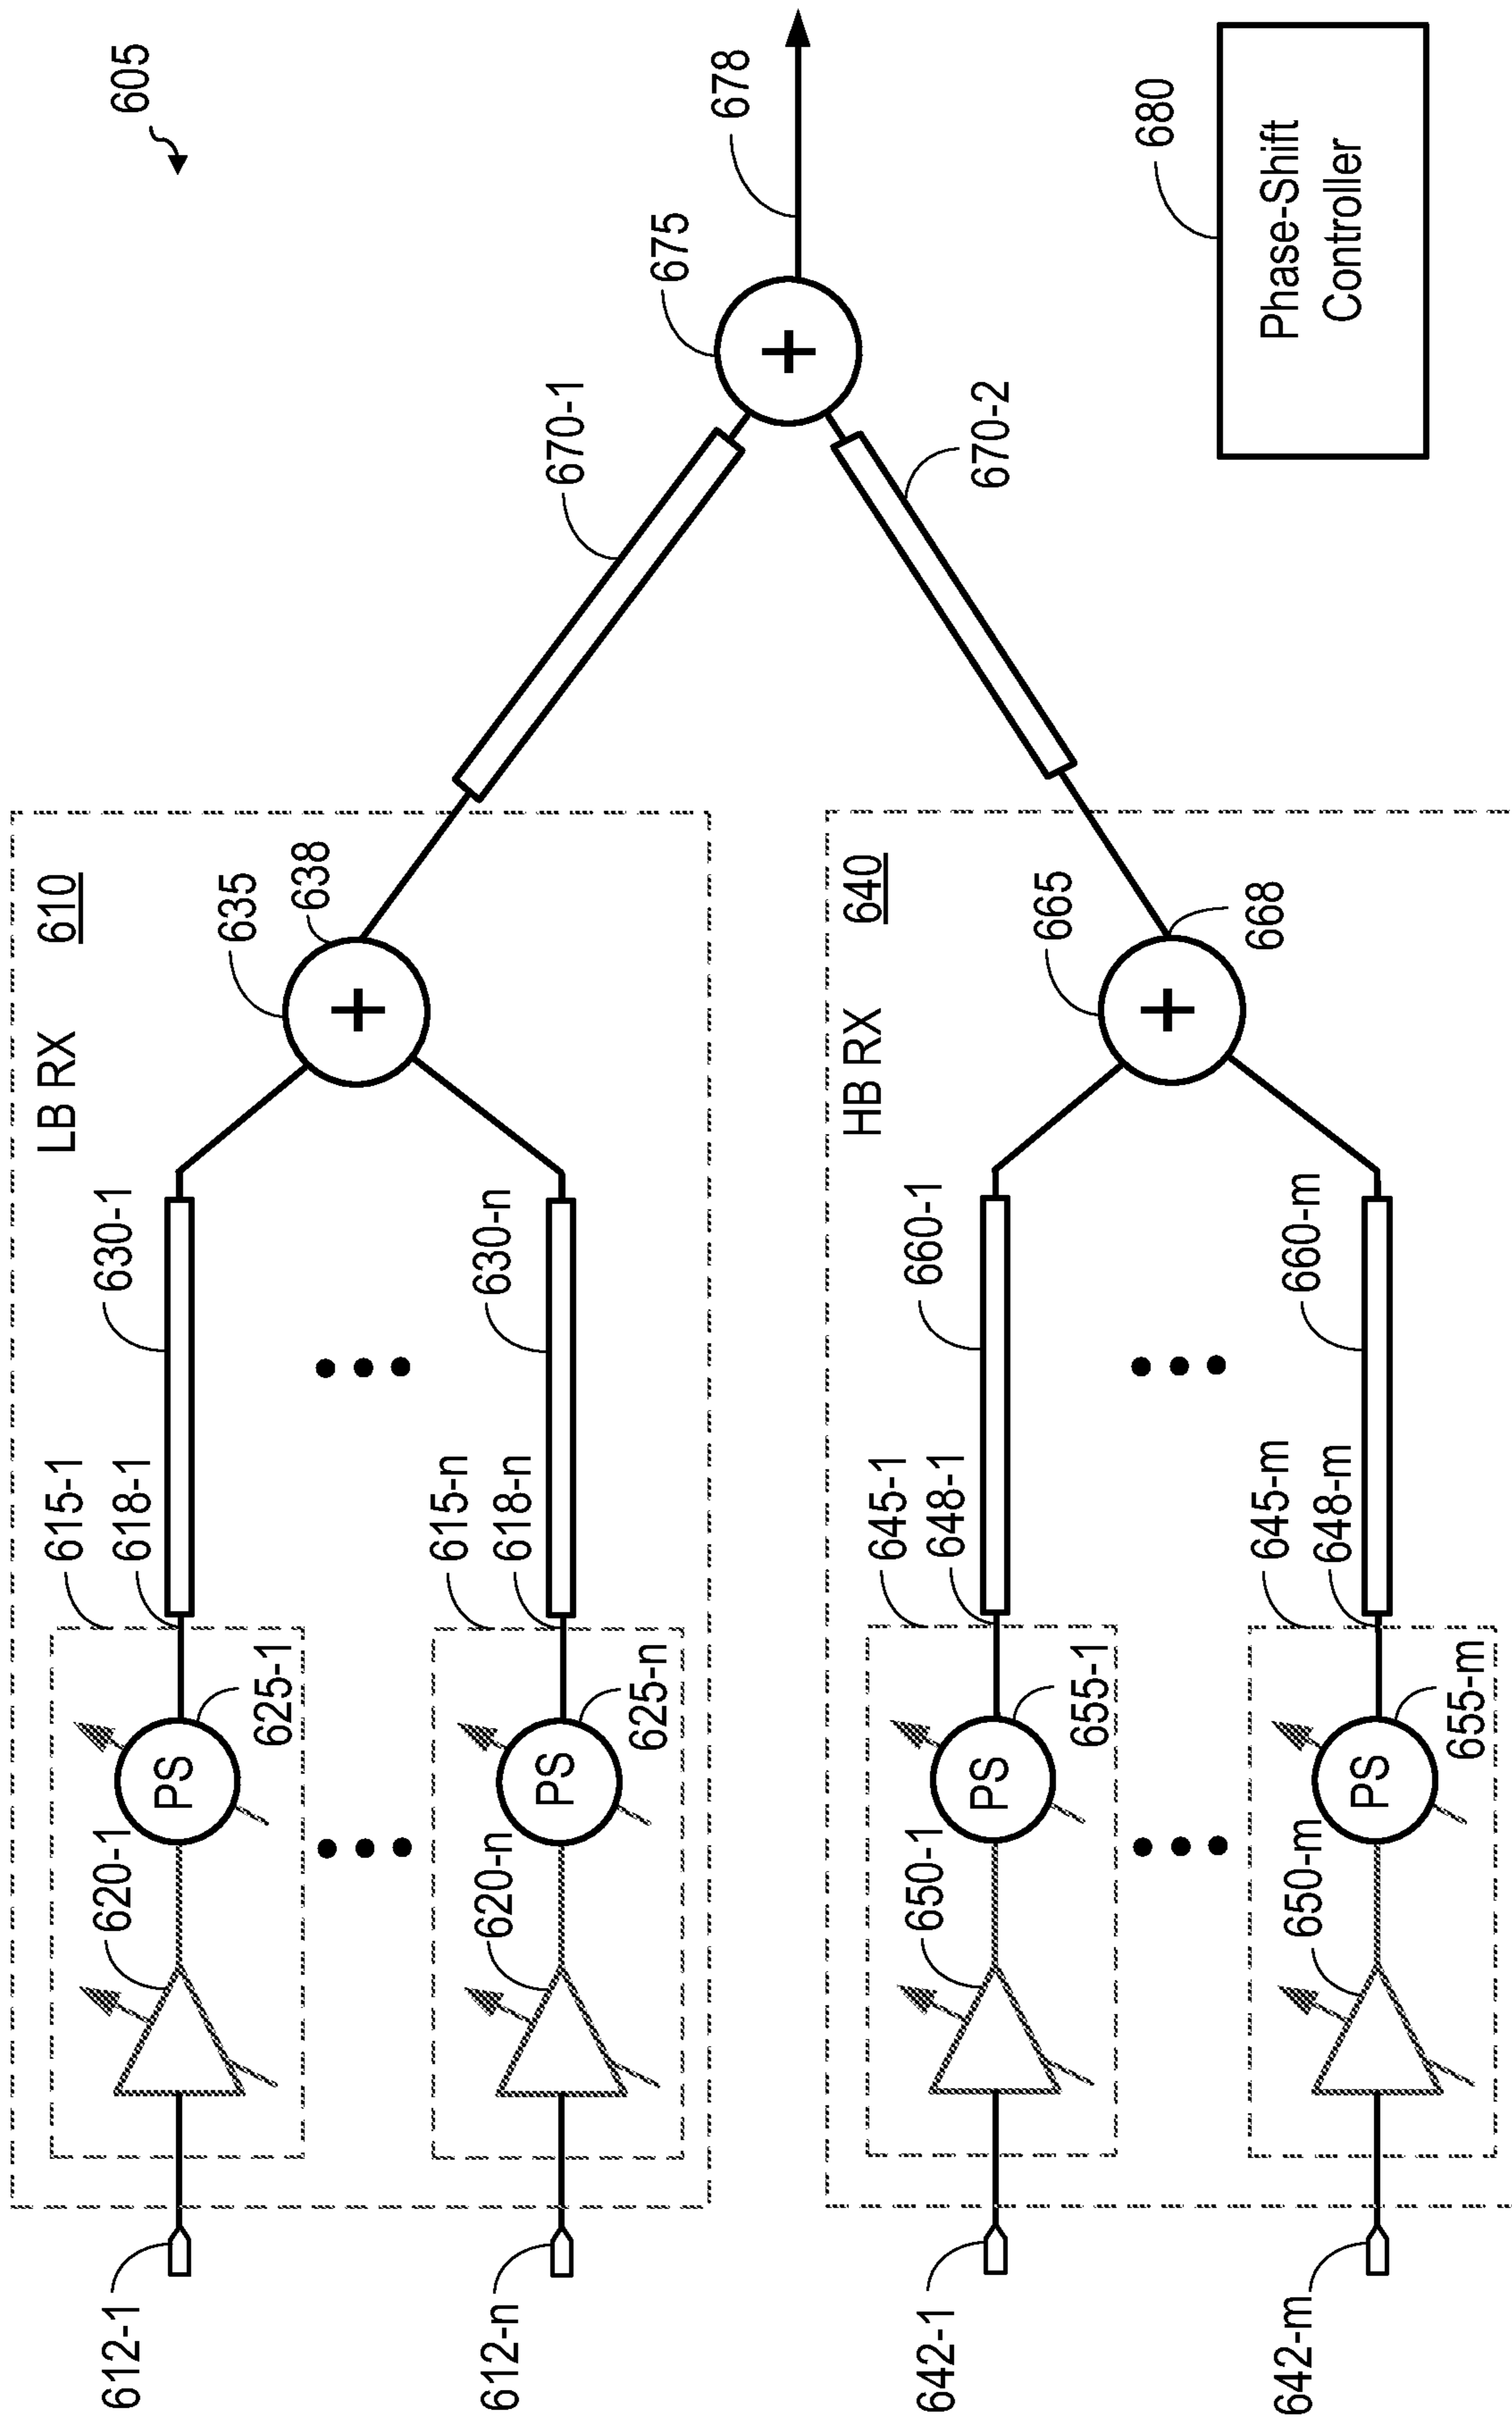 605
LB RX
610
615-1
618-1
620-1
PS
625-1
630-1
612-1
635
638
615-n
618-n
620-n
PS
625-n
630-n
612-n
670-1
675
678
670-2
HB RX
640
645-1
648-1
650-1
PS
655-1
660-1
642-1
665
668
645-m
648-m
650-m
PS
655-m
660-m
642-m
680
Phase-Shift
Controller
+
+
+